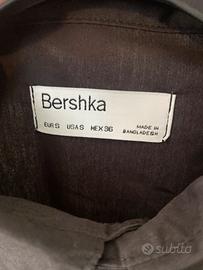 Bershka
EUR S USA S MEX 36 MADE IN
BANGLADESH
subito